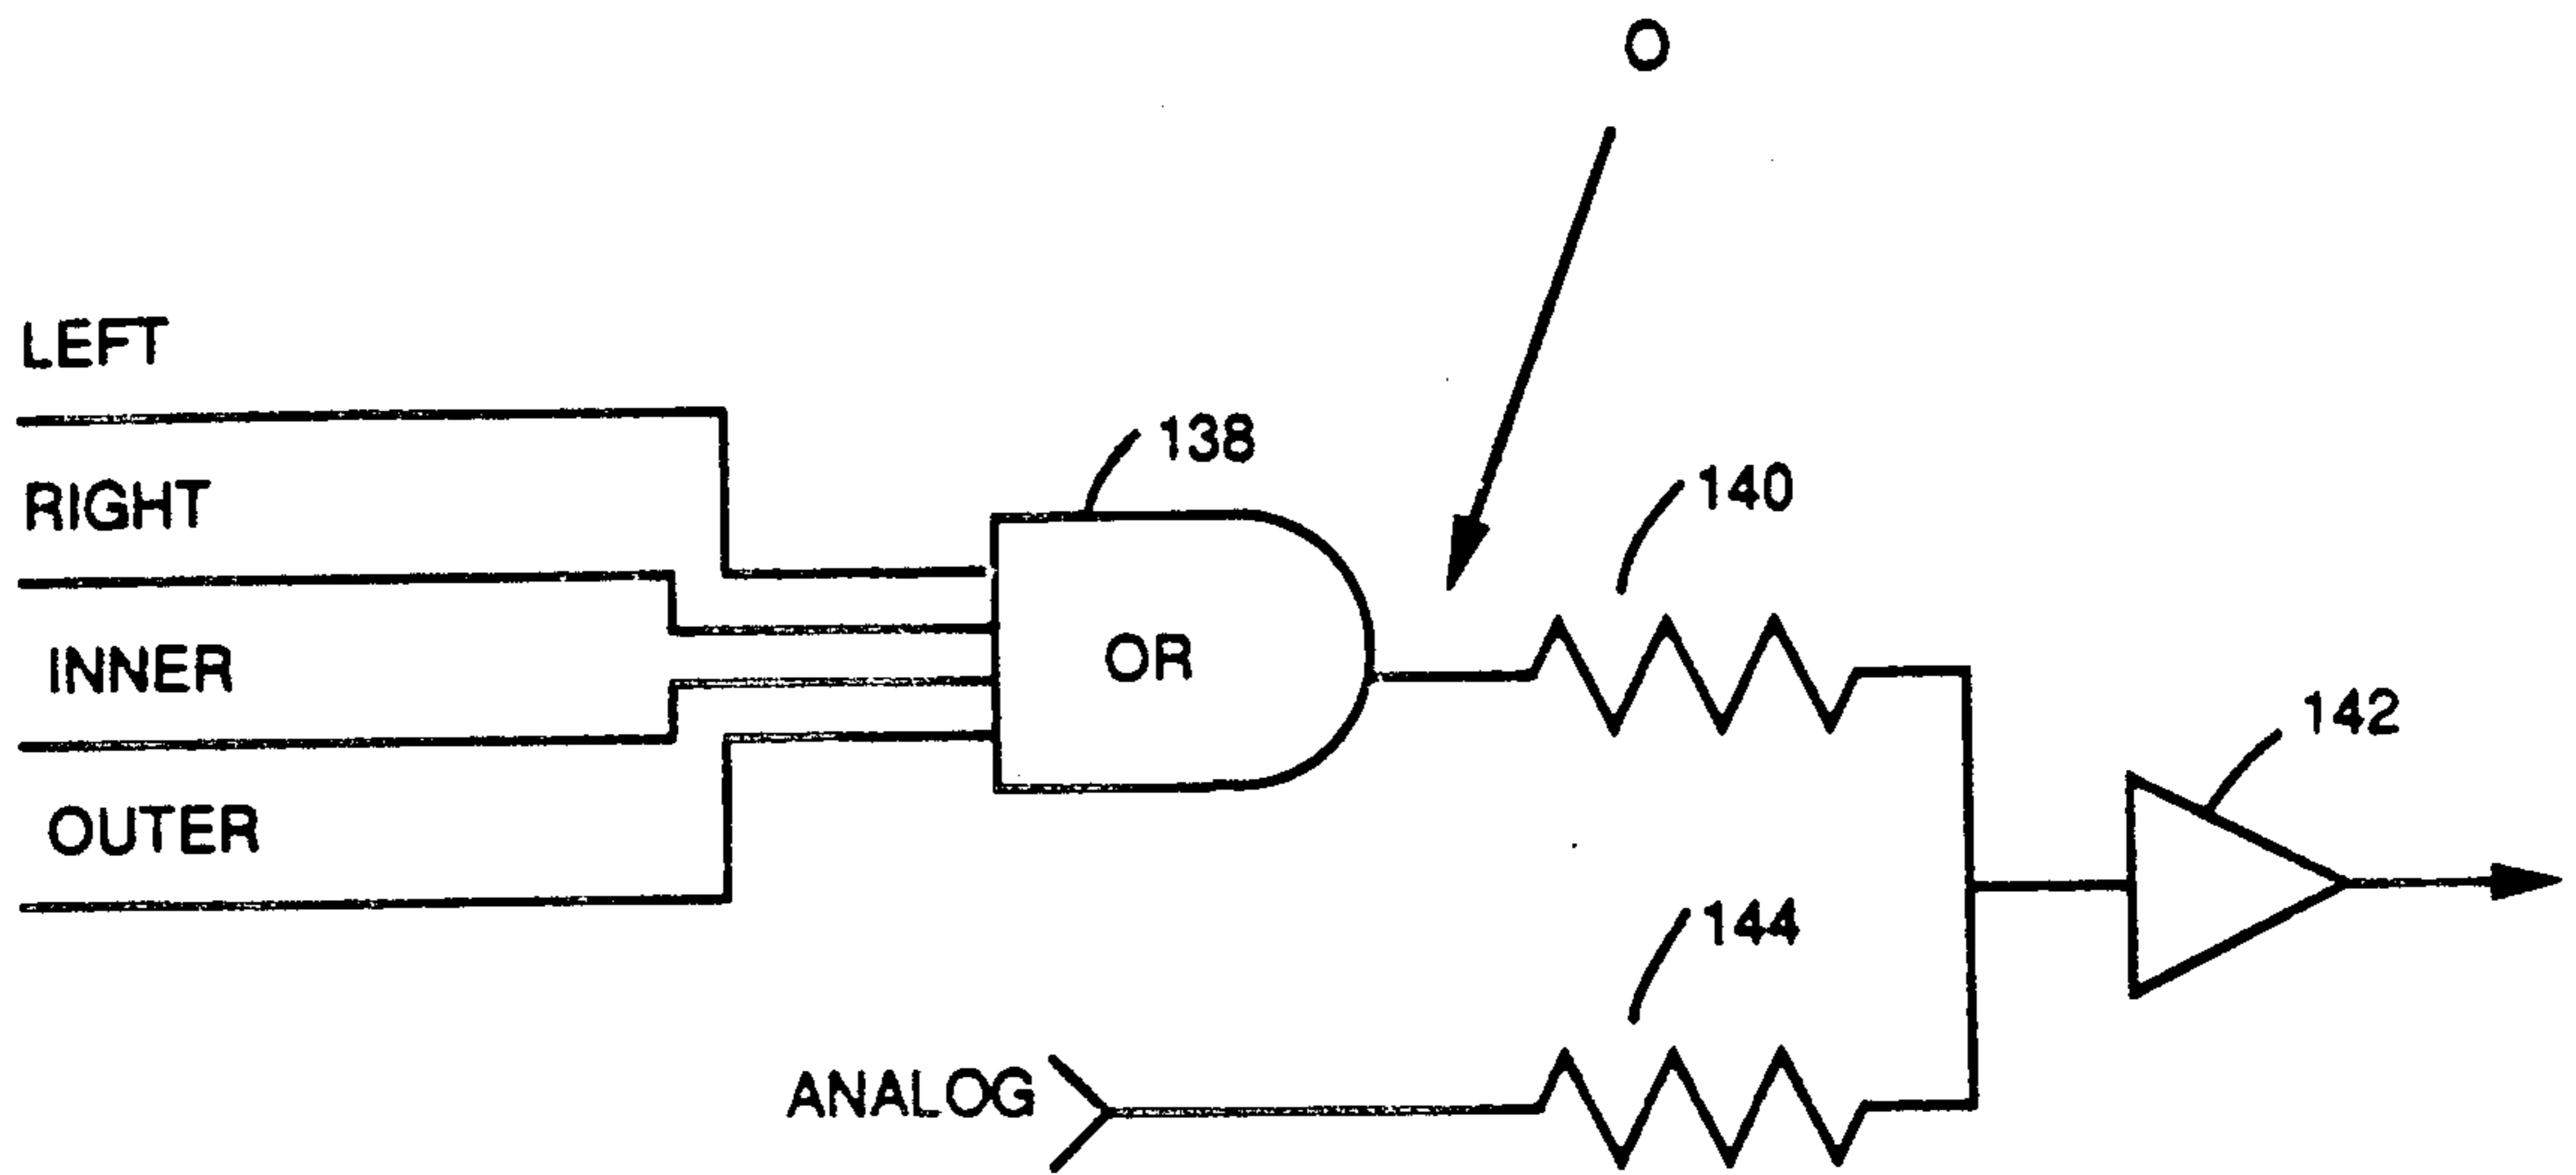 O
LEFT
138
RIGHT
140
INNER
OR
142
OUTER
144
ANALOG